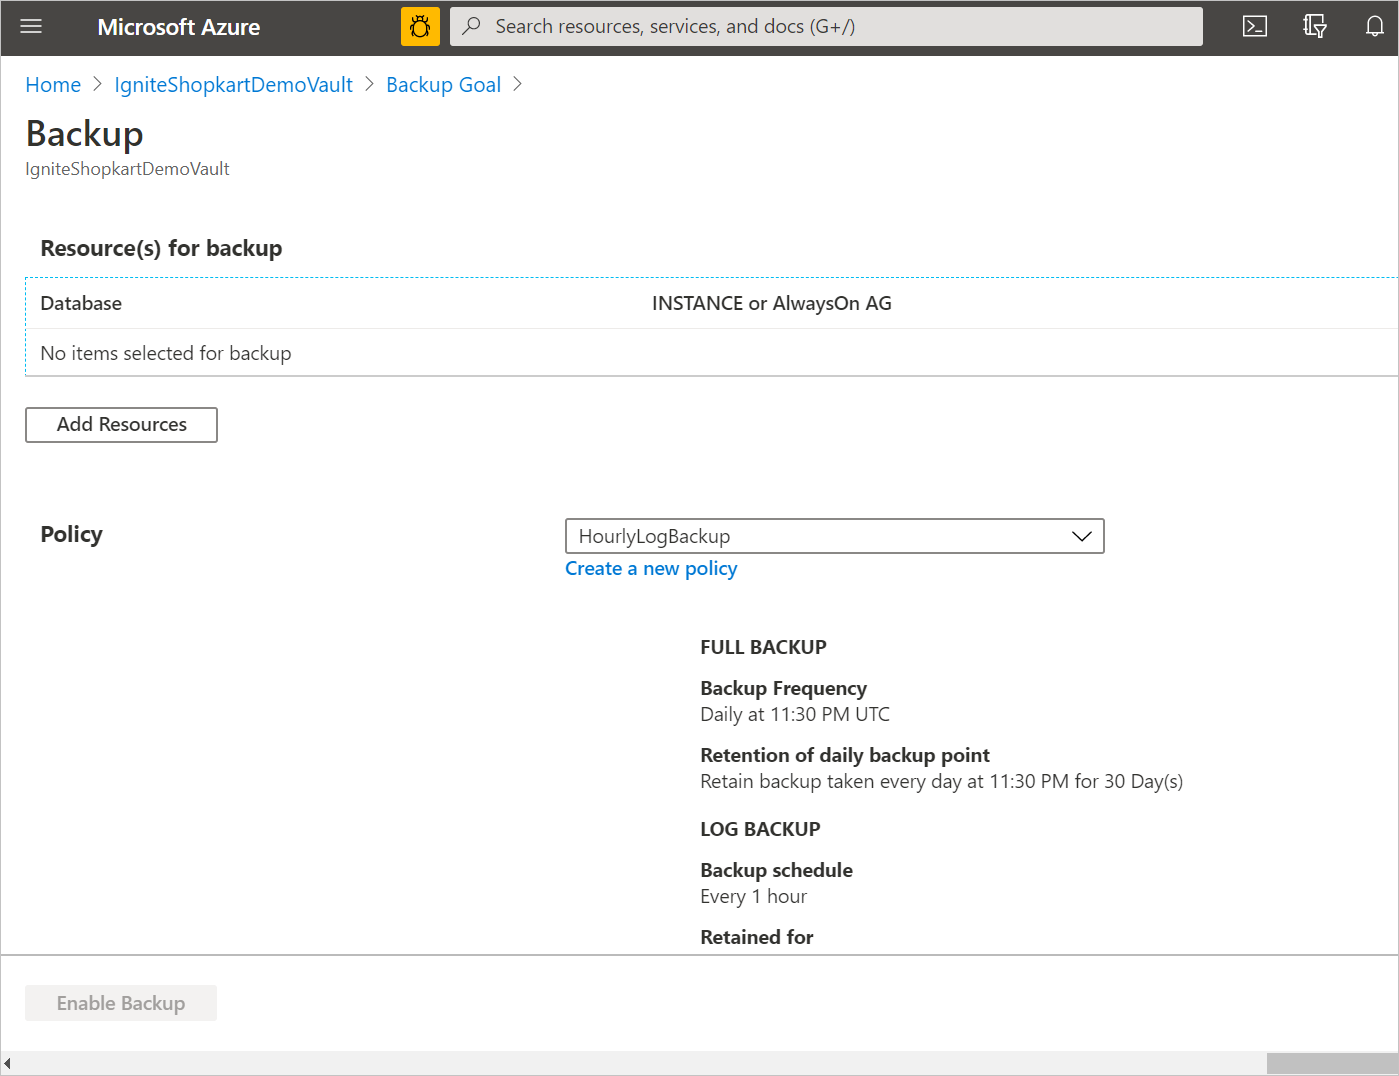 Microsoft Azure
Search resources, services, and docs (G+/)
Home > IgniteShopkartDemoVault > Backup Goal >
Backup
IgniteShopkartDemoVault
Resource(s) for backup
Database INSTANCE or AlwaysOn AG
No items selected for backup
Add Resources
Policy HourlyLogBackup
Create a new policy
FULL BACKUP
Backup Frequency
Daily at 11:30 PM UTC
Retention of daily backup point
Retain backup taken every day at 11:30 PM for 30 Day(s)
LOG BACKUP
Backup schedule
Every 1 hour
Retained for
Enable Backup